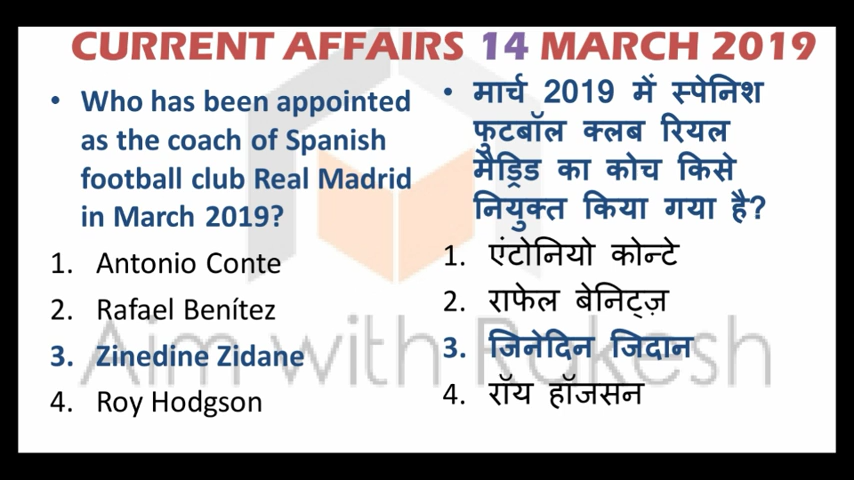 CURRENT AFFAIRS 14 MARCH 2019
• Who has been appointed
as the coach of Spanish
football club Real Madrid
in March 2019?
1. Antonio Conte
2. Rafael Benítez
3. Zinedine Zidane
4. Roy Hodgson
• मार्च 2019 में स्पेनिश
फुटबॉल क्लब रियल
मैड्रिड का कोच किसे
नियुक्त किया गया है?
1. एंटोनियो कोन्टे
2. राफेल बेनिट्ज़
3. जिनेदिन जिदान
4. रॉय हॉजसन
Aim with Rakesh